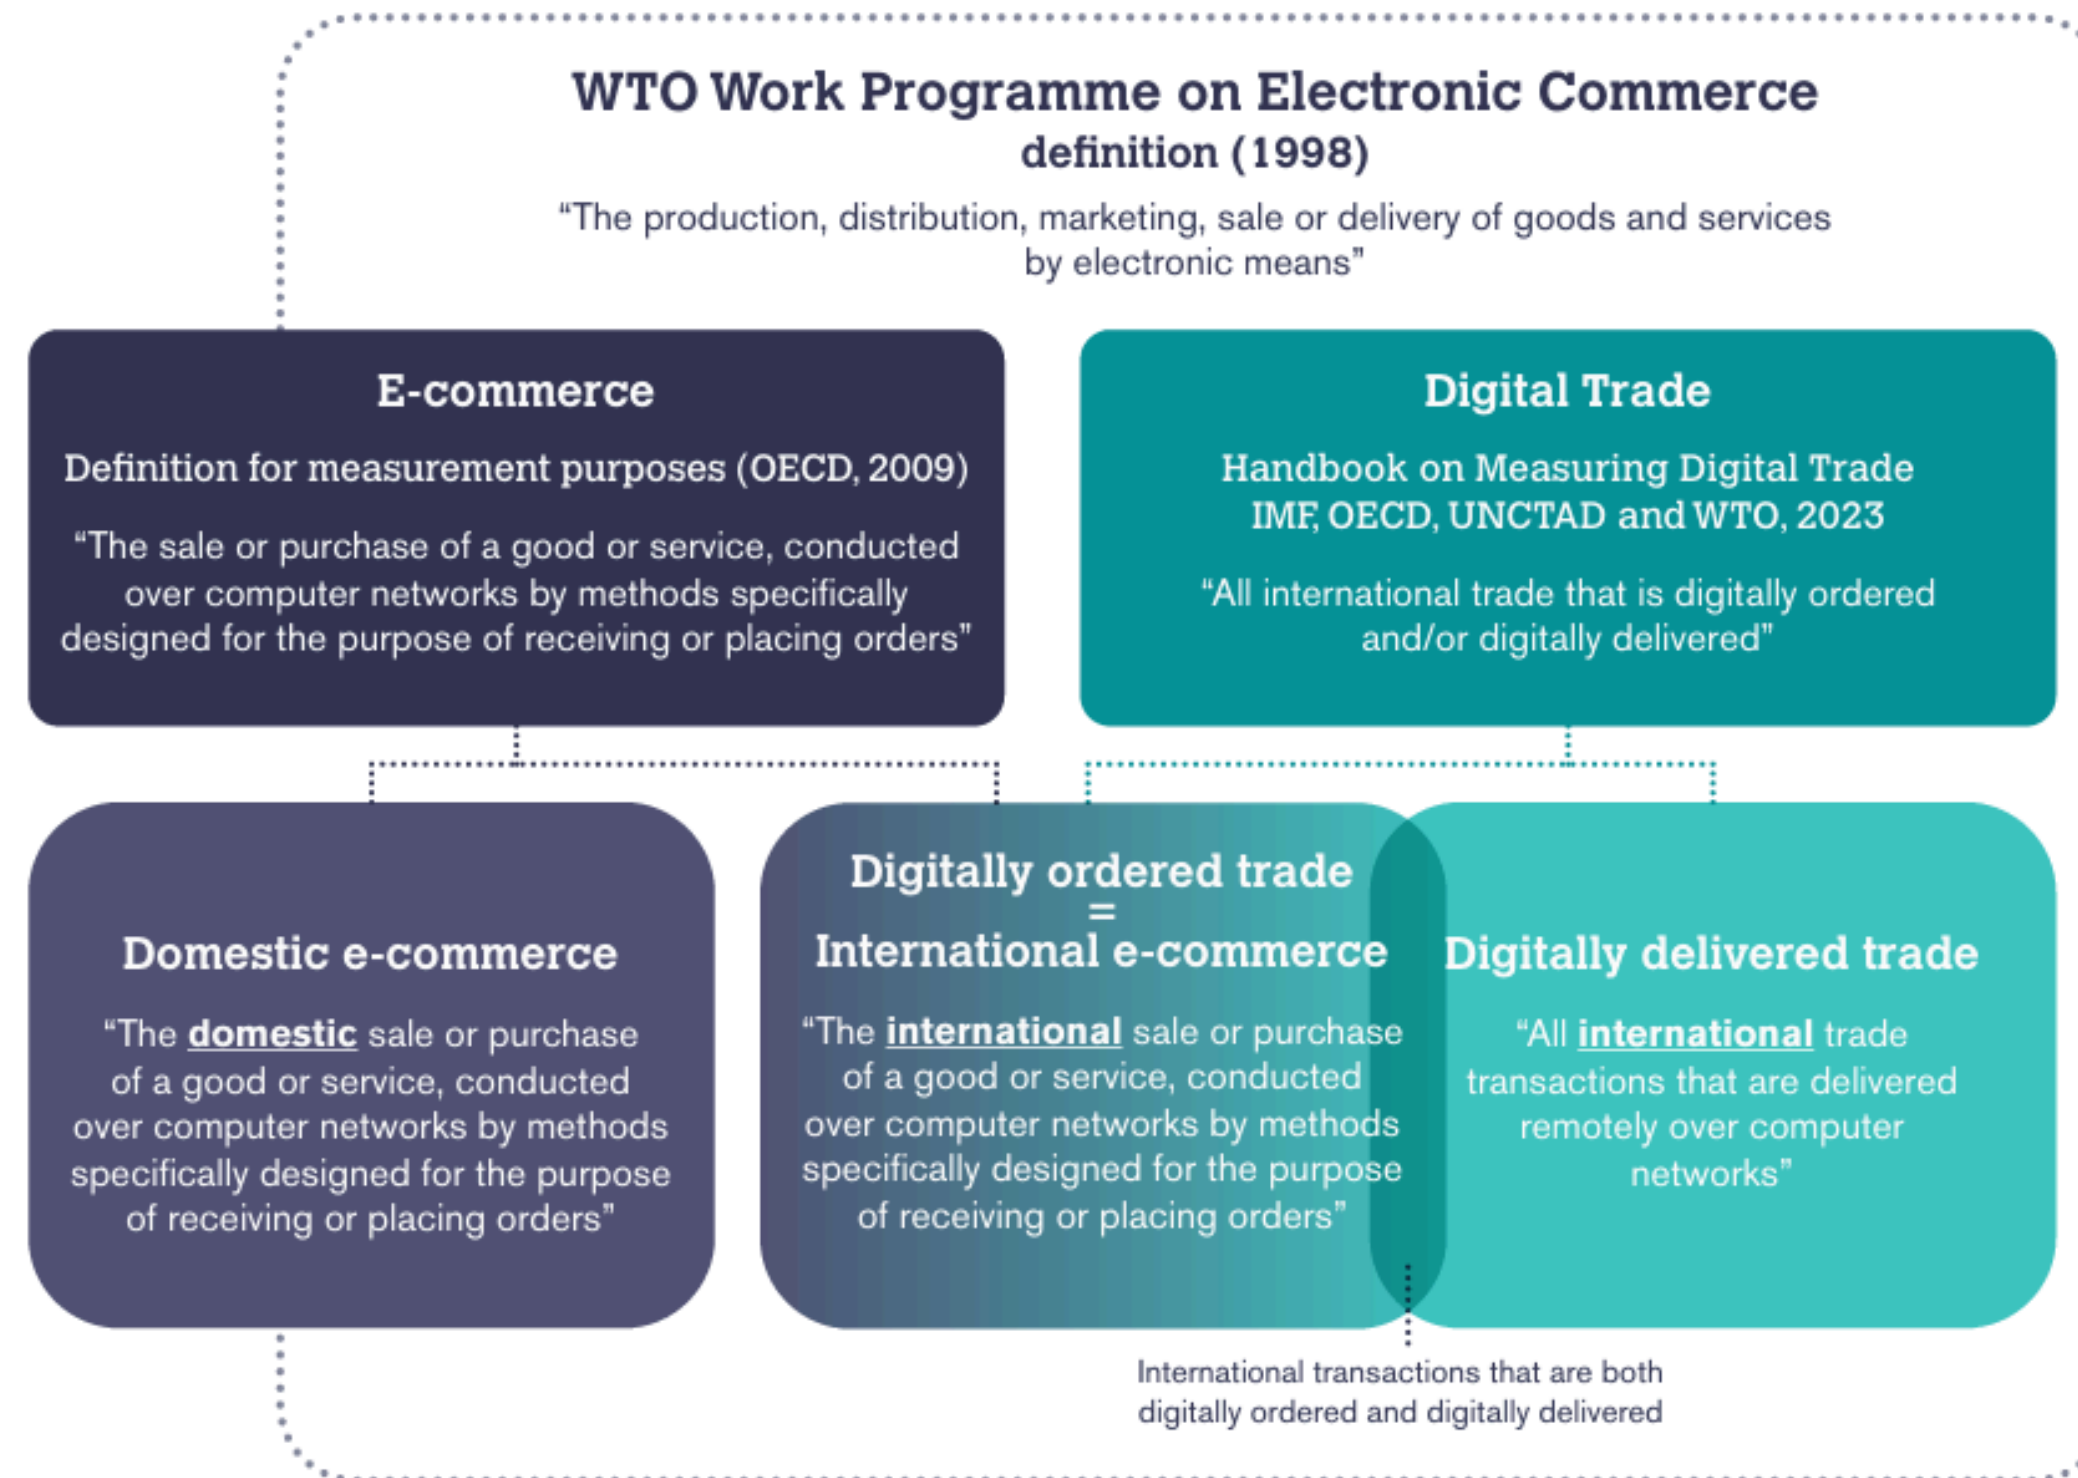 WTO Work Programme on Electronic Commerce
definition (1998)
“The production, distribution, marketing, sale or delivery of goods and services
by electronic means”
E-commerce
Definition for measurement purposes (OECD, 2009)
“The sale or purchase of a good or service, conducted
over computer networks by methods specifically
designed for the purpose of receiving or placing orders”
Digital Trade
Handbook on Measuring Digital Trade
IMF, OECD, UNCTAD and WTO, 2023
“All international trade that is digitally ordered
and/or digitally delivered”
Domestic e-commerce
“The domestic sale or purchase
of a good or service, conducted
over computer networks by methods
specifically designed for the purpose
of receiving or placing orders”
Digitally ordered trade
=
International e-commerce
“The international sale or purchase
of a good or service, conducted
over computer networks by methods
specifically designed for the purpose
of receiving or placing orders”
Digitally delivered trade
“All international trade
transactions that are delivered
remotely over computer
networks”
International transactions that are both
digitally ordered and digitally delivered